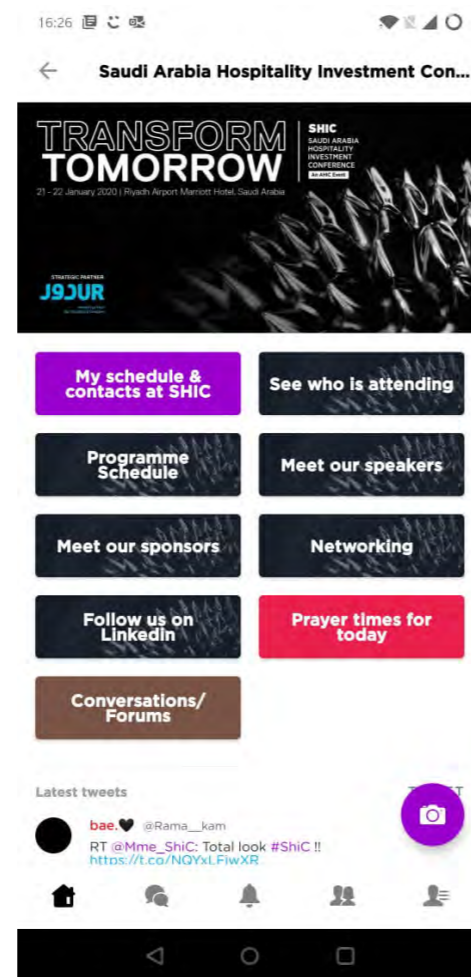 16:26
Saudi Arabia Hospitality Investment Con...
TRANSFORM
TOMORROW
21 - 22 January 2020 | Riyadh Airport Marriott Hotel, Saudi Arabia
SHIC
SAUDI ARABIA
HOSPITALITY
INVESTMENT
CONFERENCE
An AHC Event
STRATEGIC PARTNER
My schedule &
contacts at SHIC
See who is attending
Programme
Schedule
Meet our speakers
Meet our sponsors
Networking
Follow us on
Linkedin
Prayer times for
today
Conversations/
Forums
Latest tweets
bae.🖤 @Rama__kam
RT @Mme_ShiC: Total look #ShiC !!
https://t.co/NQYxLFiwXR